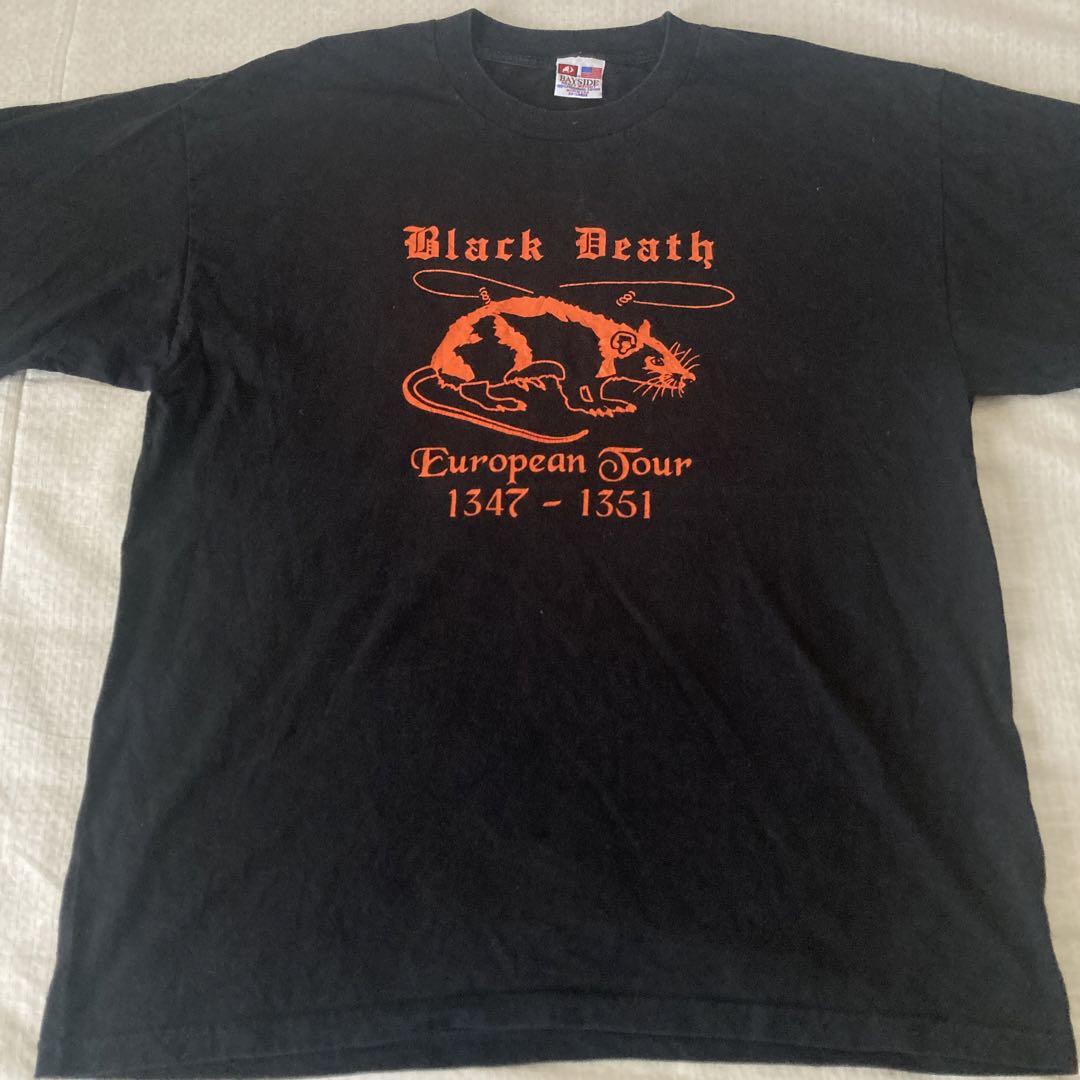 BAYSIDE
Black Death
European Tour
1347 - 1351